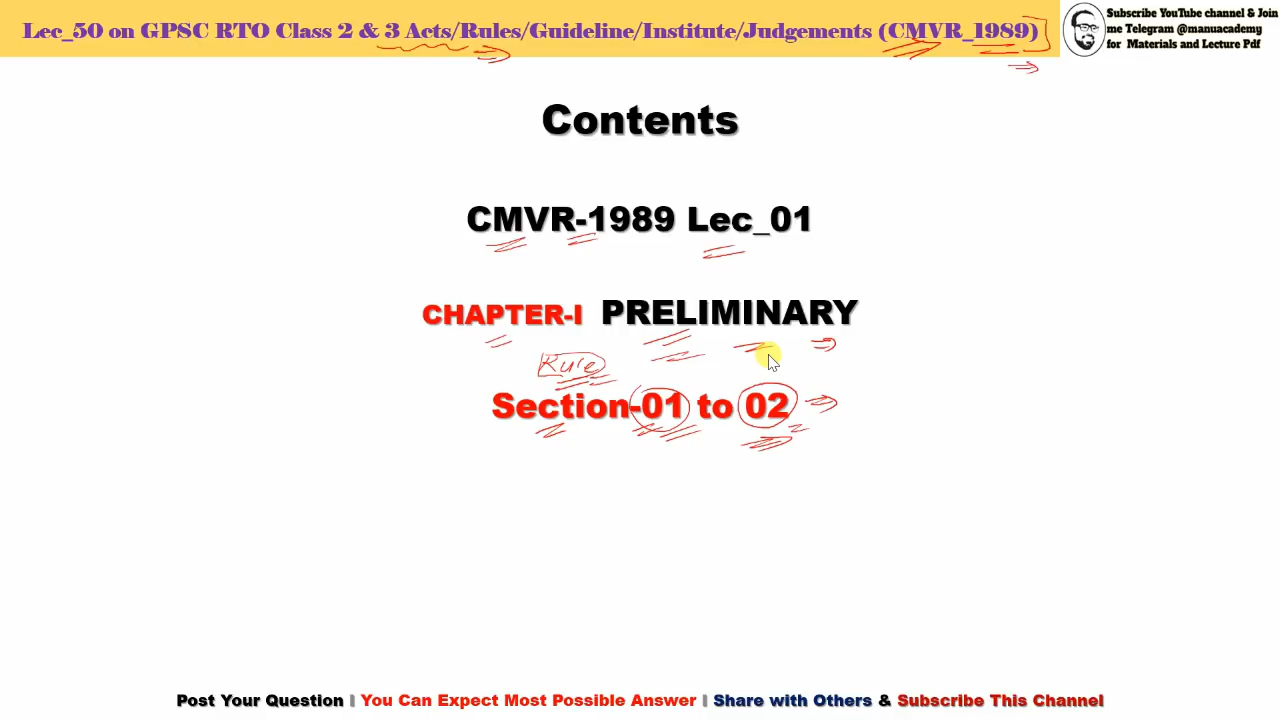 Lec_50 on GPSC RTO Class 2 & 3 Acts/Rules/Guideline/Institute/Judgements (CMVR_1989)
Subscribe YouTube channel & Join
me Telegram @manuacademy
for Materials and Lecture Pdf
Contents
CMVR-1989 Lec_01
CHAPTER-I PRELIMINARY
Rule
Section-01 to 02
Post Your Question | You Can Expect Most Possible Answer | Share with Others & Subscribe This Channel